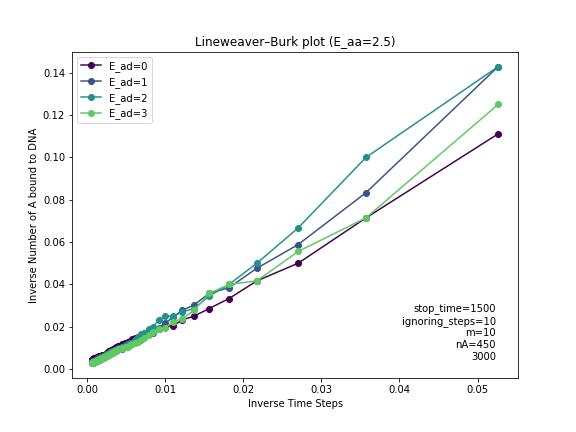 Lineweaver–Burk plot (E_aa=2.5)
E_ad=0
E_ad=1
E_ad=2
E_ad=3
Inverse Number of A bound to DNA
0.14
0.12
0.10
0.08
0.06
0.04
0.02
0.00
stop_time=1500
ignoring_steps=10
m=10
nA=450
3000
0.00
0.01
0.02
0.03
0.04
0.05
Inverse Time Steps